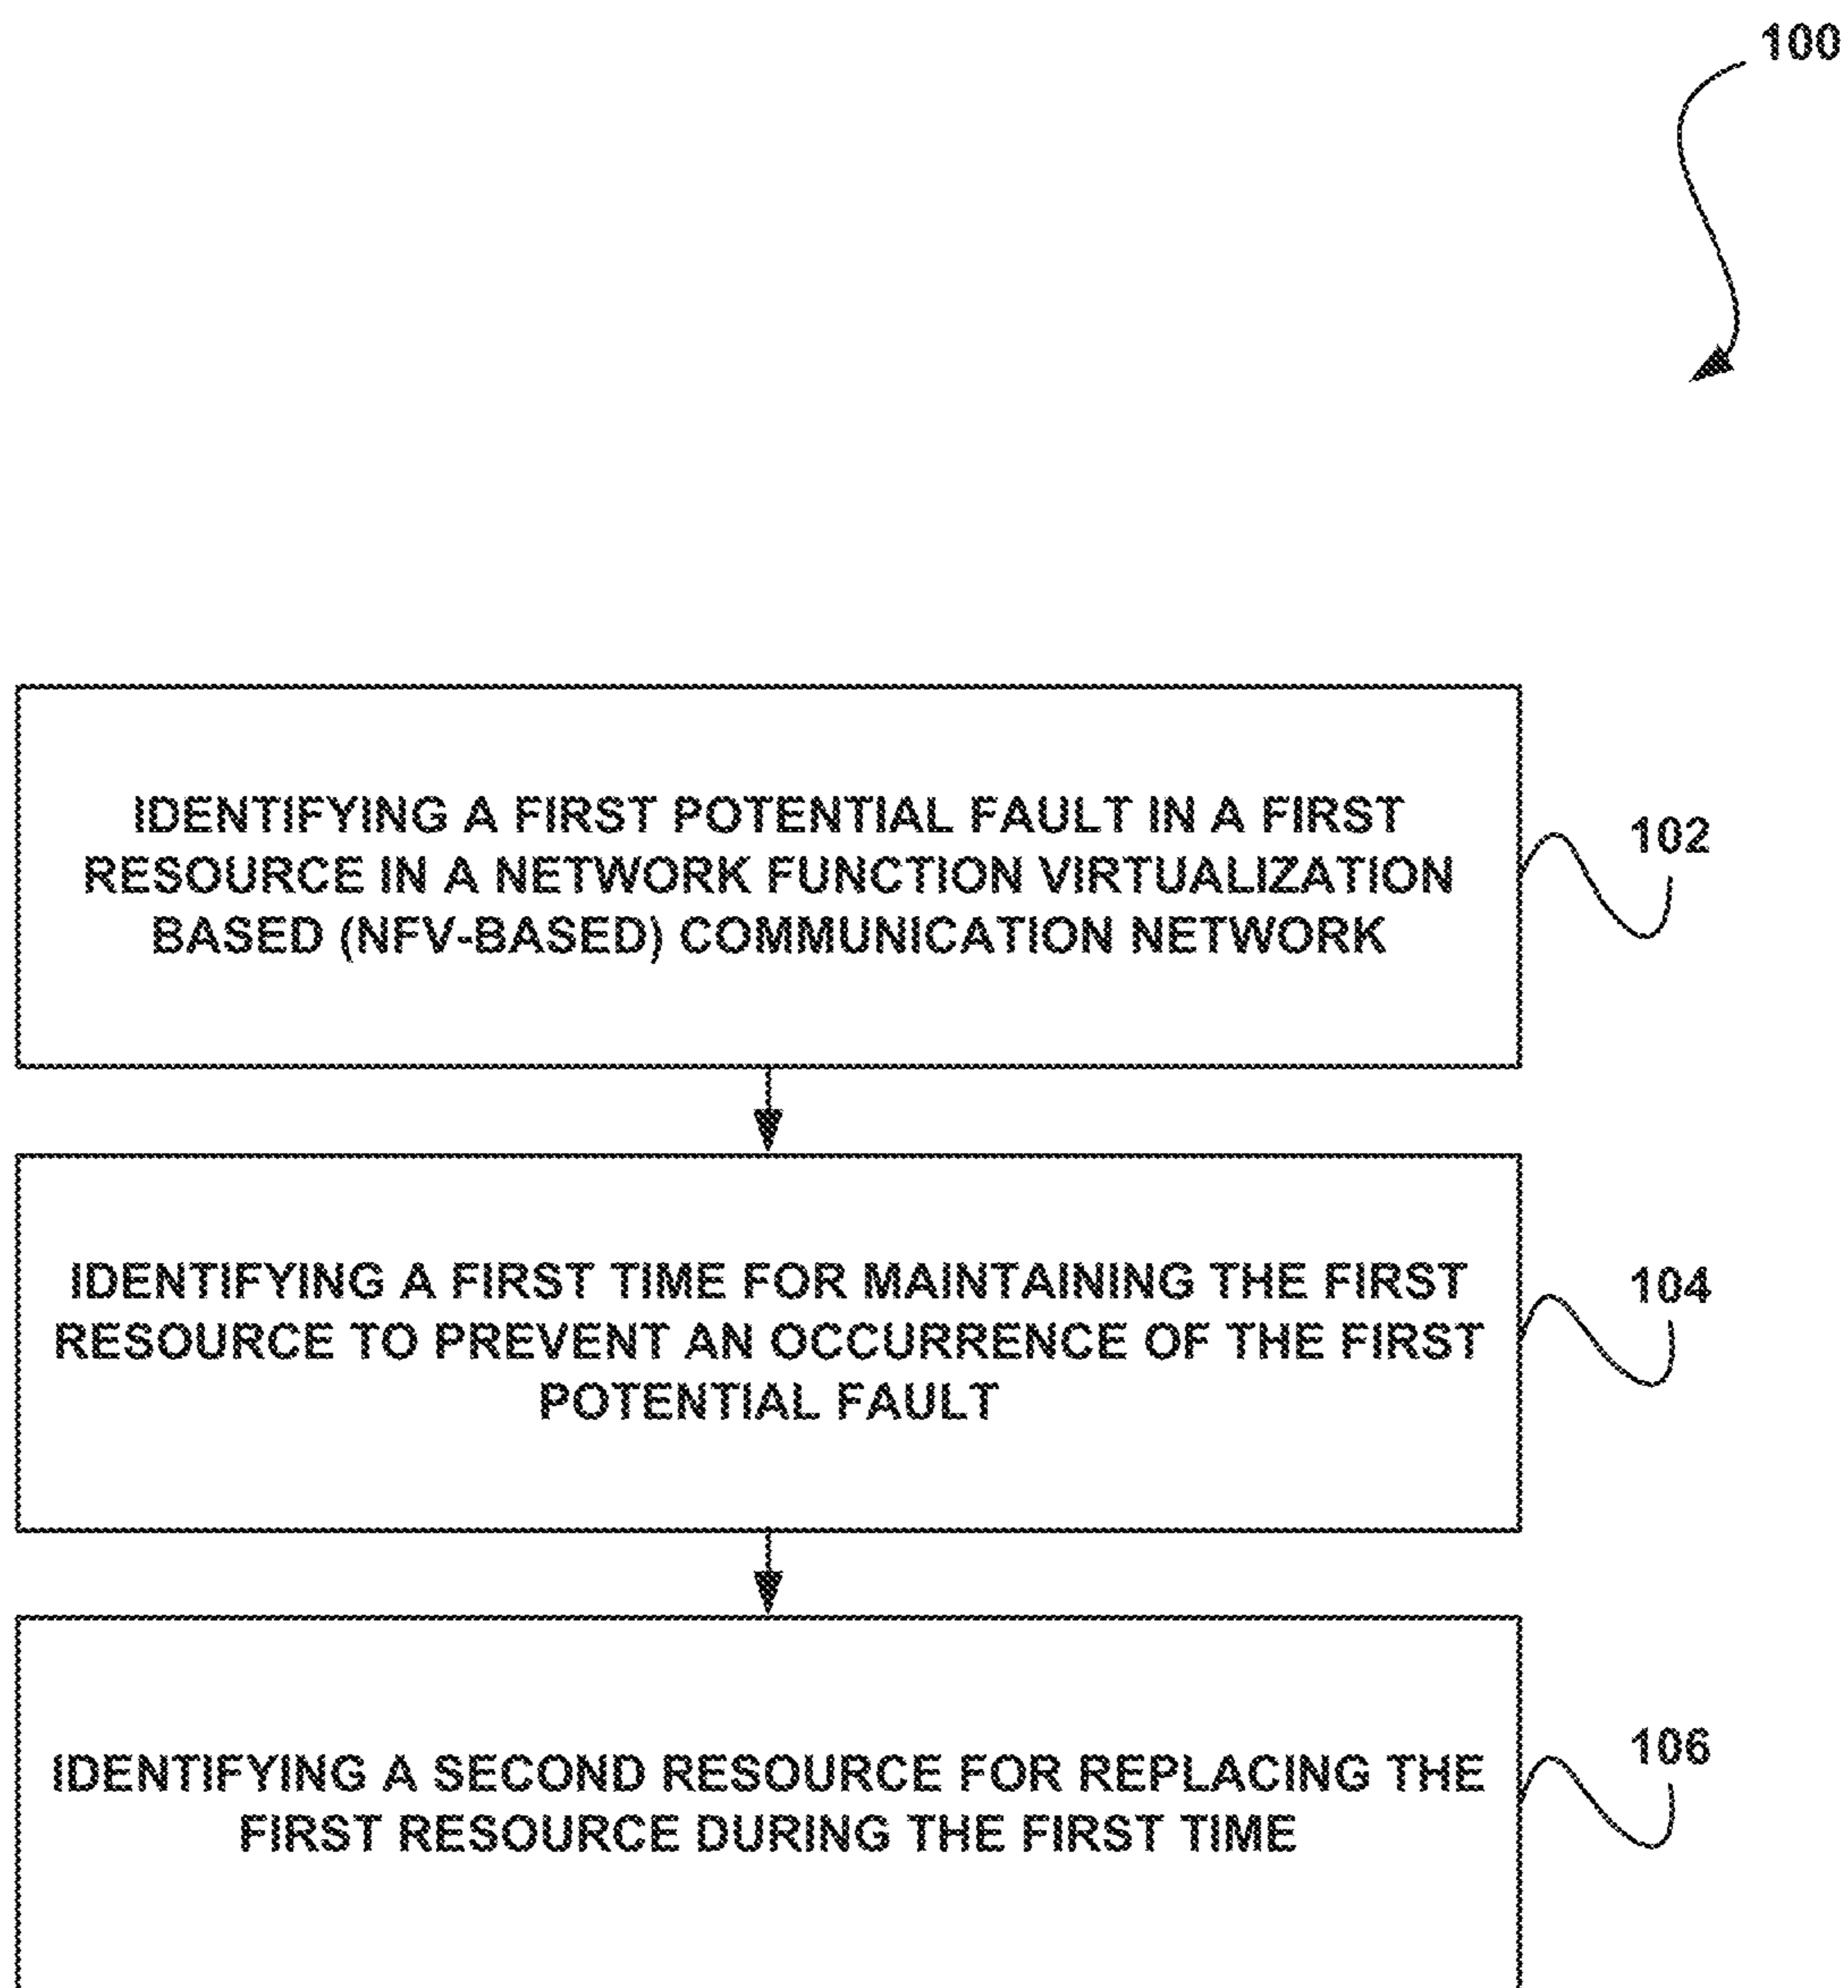 100
IDENTIFYING A FIRST POTENTIAL FAULT IN A FIRST
RESOURCE IN A NETWORK FUNCTION VIRTUALIZATION
BASED (NFV-BASED) COMMUNICATION NETWORK
102
IDENTIFYING A FIRST TIME FOR MAINTAINING THE FIRST
RESOURCE TO PREVENT AN OCCURRENCE OF THE FIRST
POTENTIAL FAULT
104
IDENTIFYING A SECOND RESOURCE FOR REPLACING THE
FIRST RESOURCE DURING THE FIRST TIME
106